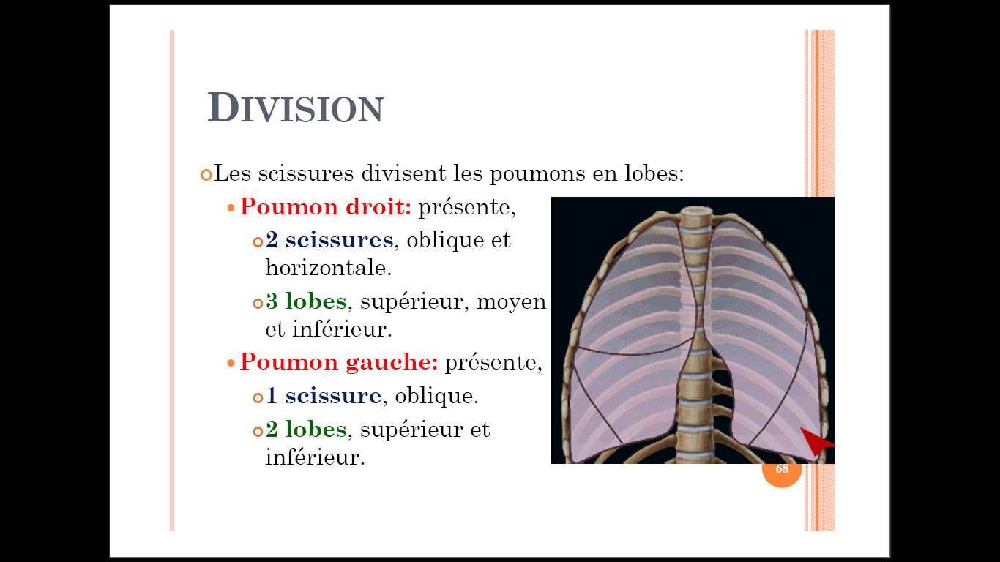 DIVISION
Les scissures divisent les poumons en lobes:
Poumon droit: présente,
2 scissures, oblique et
horizontale.
3 lobes, supérieur, moyen
et inférieur.
Poumon gauche: présente,
1 scissure, oblique.
2 lobes, supérieur et
inférieur.
68